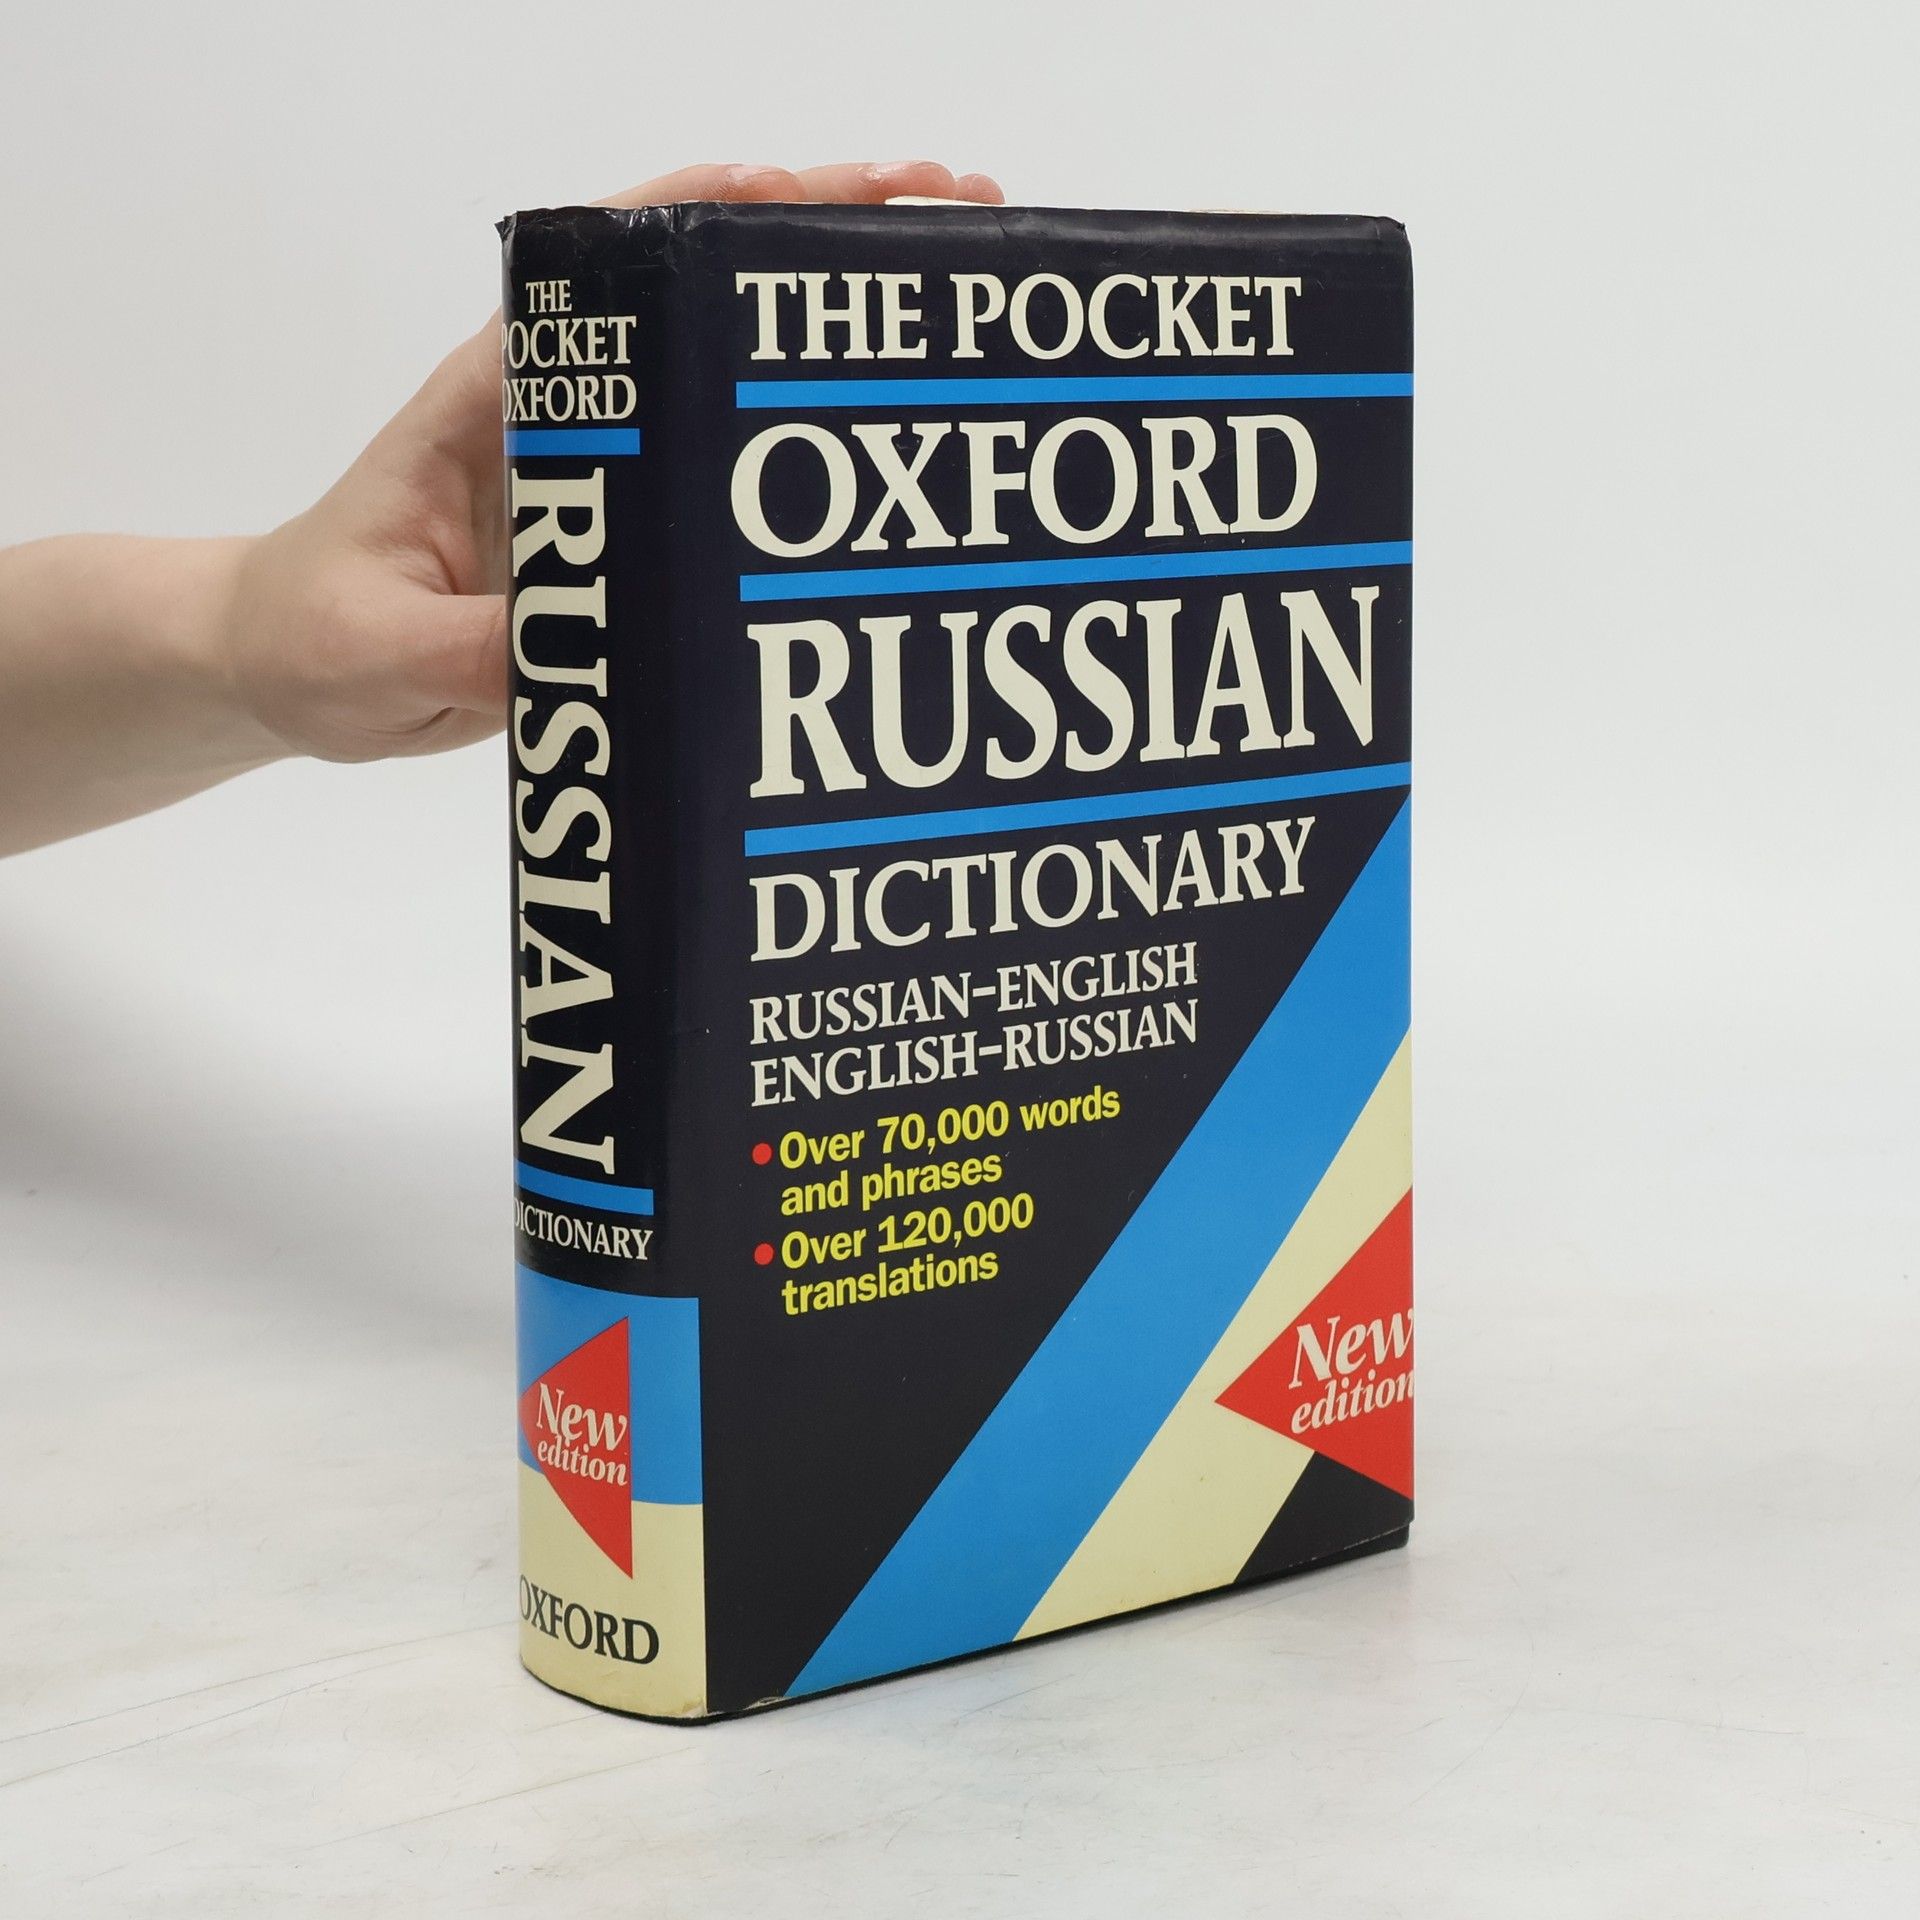 THE
POCKET
OXFORD
RUSSIAN
DICTIONARY
New
edition
OXFORD
THE POCKET
OXFORD
RUSSIAN
DICTIONARY
RUSSIAN–ENGLISH
ENGLISH–RUSSIAN
• Over 70,000 words
and phrases
• Over 120,000
translations
New
edition